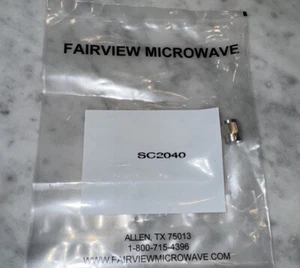 FAIRVIEW MICROWAVE
SC2040
ALLEN, TX 75013
1-800-715-4396
WWW.FAIRVIEWMICROWAVE.COM